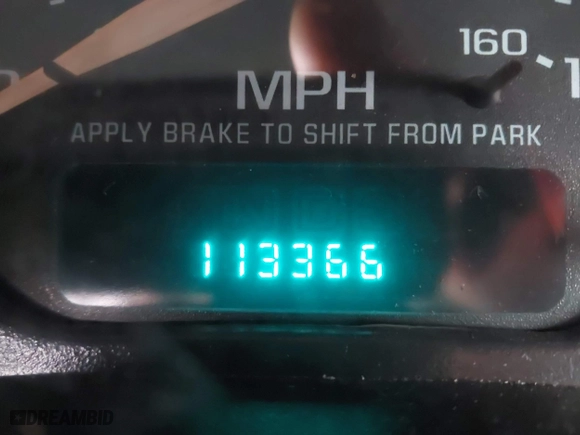 160
MPH
APPLY BRAKE TO SHIFT FROM PARK
113366
DREAMBID